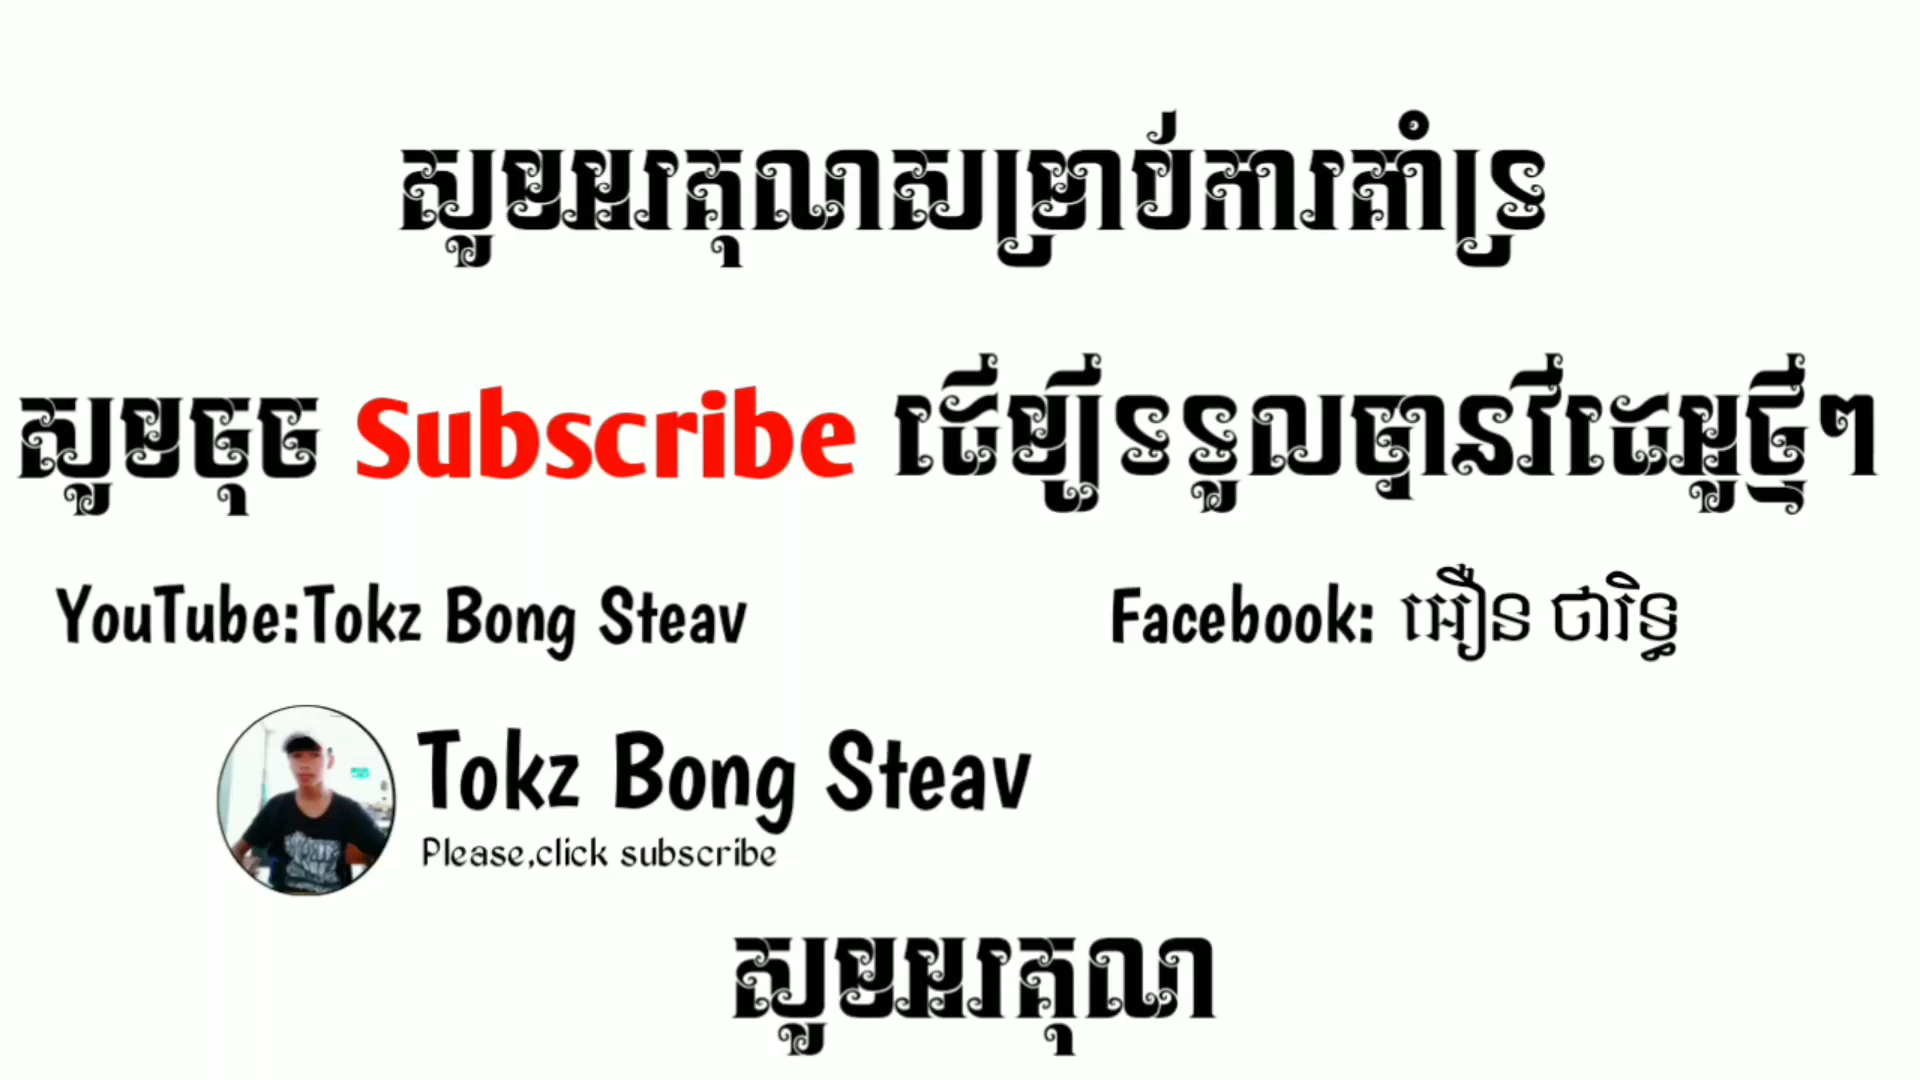 សូមអរគុណសម្រាប់ការគាំទ្រ
សូមចុច Subscribe ដើម្បីទទួលបានវីដេអូថ្មីៗ
YouTube:Tokz Bong Steav
Facebook: អឿន ថារិទ្ធ
Tokz Bong Steav
Please,click subscribe
សូមអរគុណ